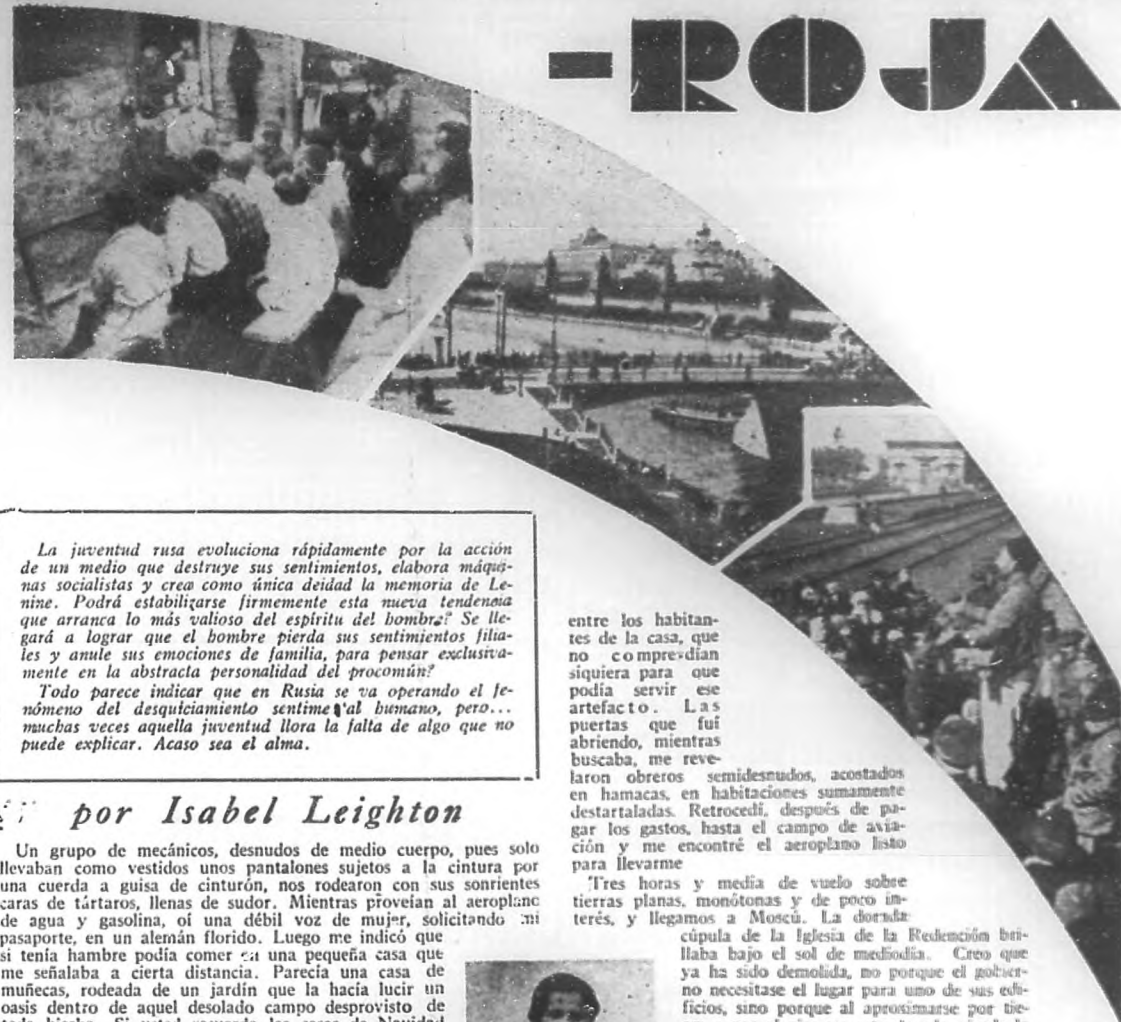 -ROJA
La juventud rusa evoluciona rápidamente por la acción
de un medio que destruye sus sentimientos, elabora máqui-
nas socialistas y crea como única deidad la memoria de Le-
nine. Podrá estabilizarse firmemente esta nueva tendencia
que arranca lo más valioso del espíritu del hombre? Se lle-
gará a lograr que el hombre pierda sus sentimientos filia-
les y anule sus emociones de familia, para pensar exclusiva-
mente en la abstracta personalidad del procomún?
Todo parece indicar que en Rusia se va operando el fe-
nómeno del desquiciamiento sentimental humano, pero...
muchas veces aquella juventud llora la falta de algo que no
puede explicar. Acaso sea el alma.
por Isabel Leighton
Un grupo de mecánicos, desnudos de medio cuerpo, pues solo
llevaban como vestidos unos pantalones sujetos a la cintura por
una cuerda a guisa de cinturón, nos rodearon con sus sonrientes
caras de tártaros, llenas de sudor. Mientras proveían al aeroplano
de agua y gasolina, oí una débil voz de mujer, solicitando mi
pasaporte, en un alemán florido. Luego me indicó que
si tenía hambre podía comer en una pequeña casa que
me señalaba a cierta distancia. Parecía una casa de
muñecas, rodeada de un jardín que la hacía lucir un
oasis dentro de aquel desolado campo desprovisto de
entre los habitan-
tes de la casa, que
no comprendían
siquiera para que
podía servir ese
artefacto. Las
puertas que fuí
abriendo, mientras
buscaba, me reve-
laron obreros semidesnudos, acostados
en hamacas, en habitaciones sumamente
destartaladas. Retrocedí, después de pa-
gar los gastos, hasta el campo de avia-
ción y me encontré el aeroplano listo
para llevarme
Tres horas y media de vuelo sobre
tierras planas, monótonas y de poco in-
terés, y llegamos a Moscú. La dorada
cúpula de la Iglesia de la Redención bri-
llaba bajo el sol de mediodía. Creo que
ya ha sido demolida, no porque el gobier-
no necesitase el lugar para uno de sus edi-
ficios, sino porque al aproximarse por tie-